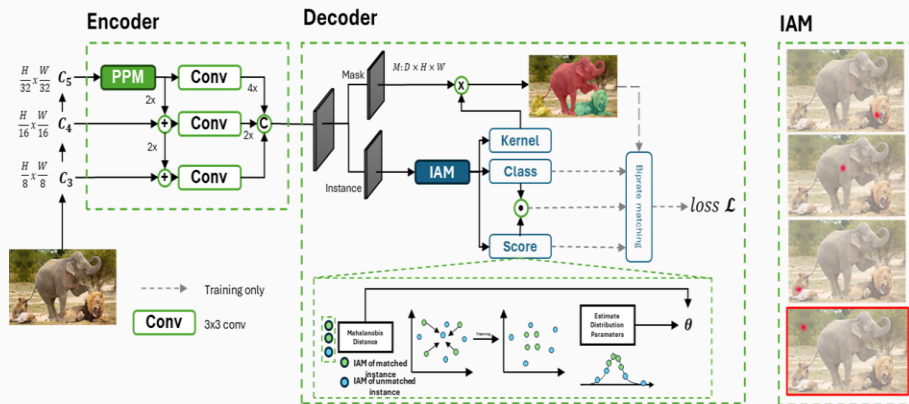 Encoder
Decoder
IAM
H/32 x W/32 C5
PPM
Conv
4x
2x
H/16 x W/16 C4
+
Conv
2x
C
2x
H/8 x W/8 C3
+
Conv
Mask
M: D × H × W
x
Instance
IAM
Kernel
Class
Score
Biprate matching
loss ℒ
Training only
Conv
3x3 conv
Mahalanobis
Distance
Training
Estimate
Distribution
Parameters
θ
IAM of matched
instance
IAM of unmatched
instance